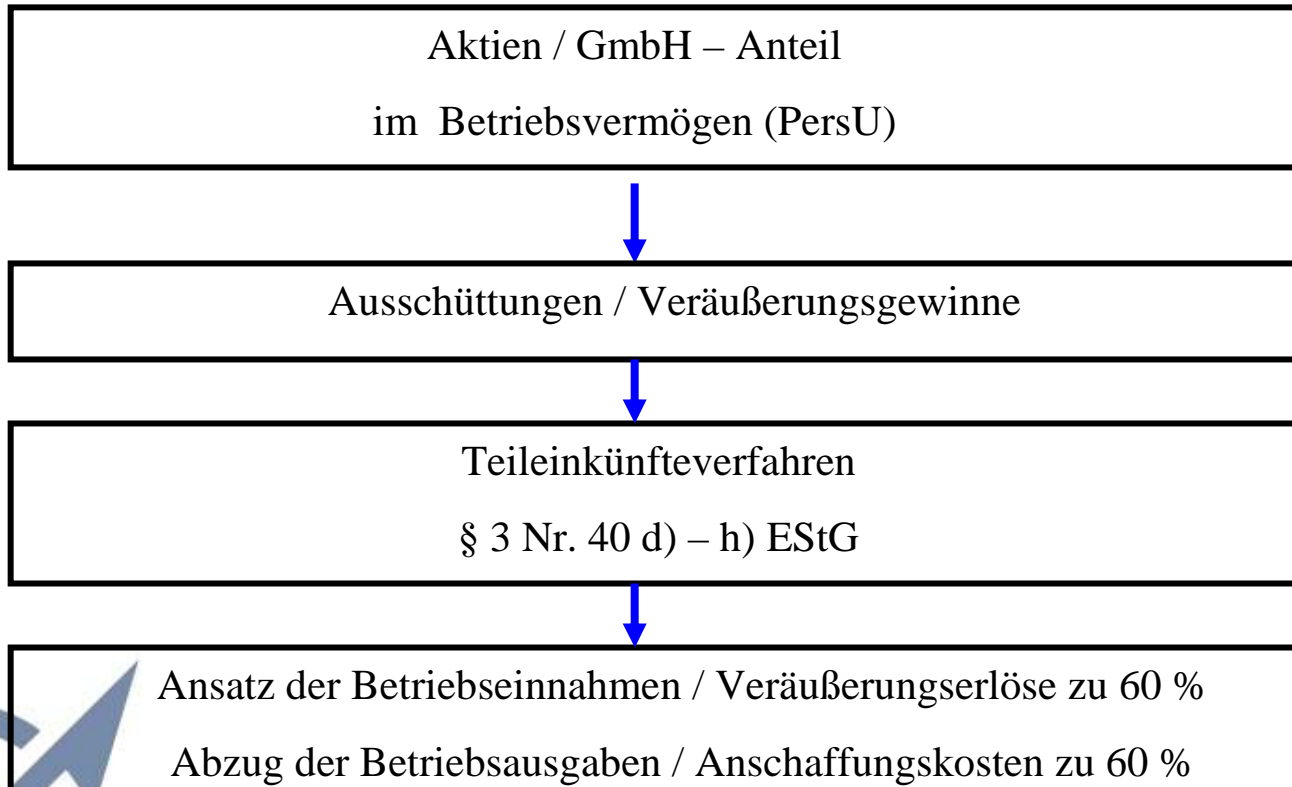 Aktien / GmbH – Anteil
im Betriebsvermögen (PersU)
Ausschüttungen / Veräußerungsgewinne
Teileinkünfteverfahren
§ 3 Nr. 40 d) – h) EStG
Ansatz der Betriebseinnahmen / Veräußerungserlöse zu 60 %
Abzug der Betriebsausgaben / Anschaffungskosten zu 60 %